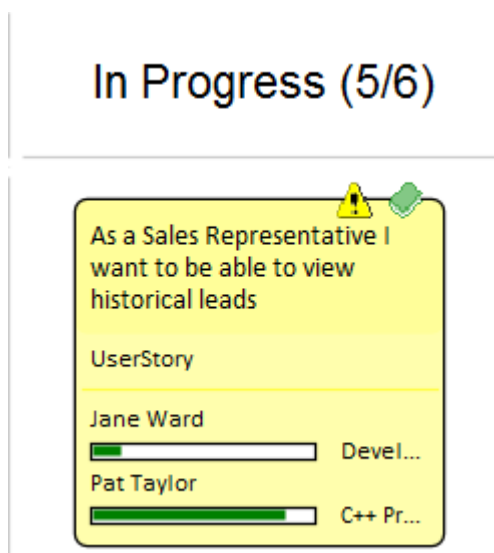 In Progress (5/6)
As a Sales Representative I
want to be able to view
historical leads
UserStory
Jane Ward
Devel...
Pat Taylor
C++ Pr...